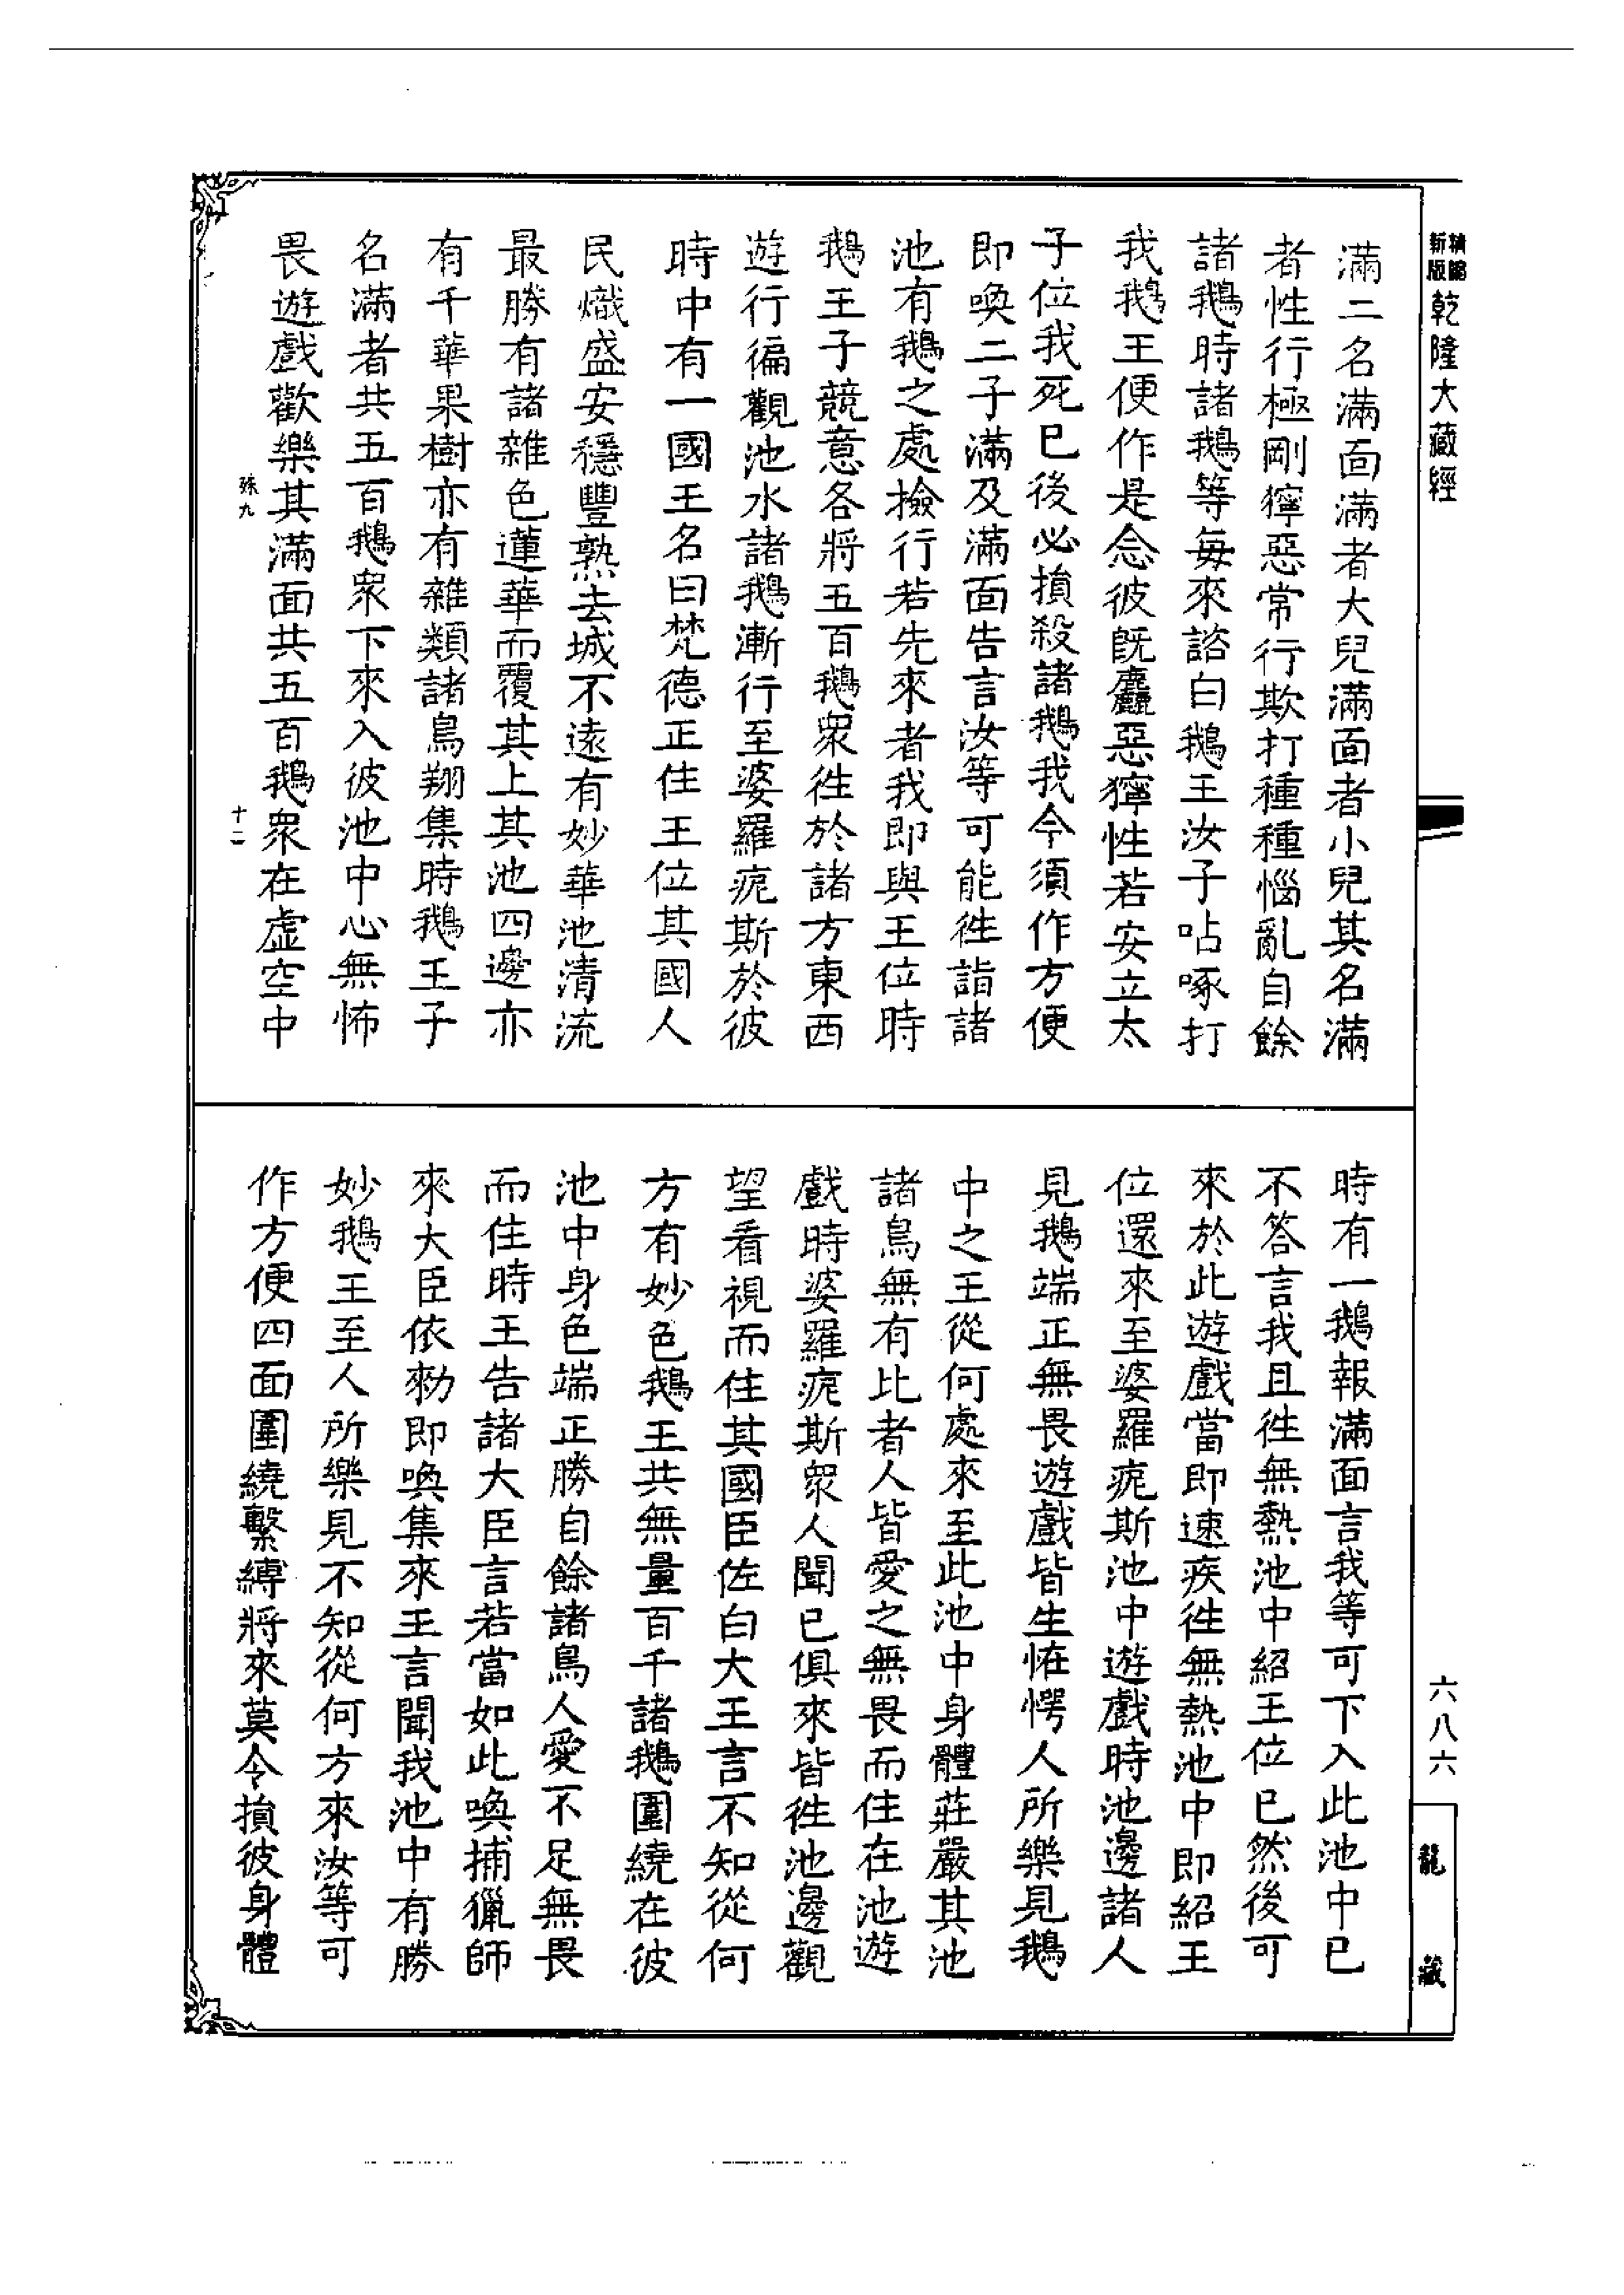 精縮
新版
乾隆大藏經
滿二名滿面滿者大兒滿面者小兒其名滿
者性行極剛獰惡常行欺打種種惱亂自餘
諸鵝時諸鵝等每來諮白鵝王汝子呫啄打
我鵝王便作是念彼旣麤惡獰性若安立太
子位我死已後必損殺諸鵝我今須作方便
即喚二子滿及滿面告言汝等可能徃詣諸
池有鵝之處撿行若先來者我即與王位時
鵝王子競意各將五百鵝衆徃於諸方東西
遊行徧觀池水諸鵝漸行至婆羅疤斯於彼
時中有一國王名曰梵德正住王位其國人
民熾盛安穩豐熟去城不遠有妙華池清流
最勝有諸雜色蓮華而覆其上其池四邊亦
有千華果樹亦有雜類諸鳥翔集時鵝王子
名滿者共五百鵝衆下來入彼池中心無怖
畏遊戲歡樂其滿面共五百鵝衆在虛空中
殊九
十二
時有一鵝報滿面言我等可下入此池中已
不答言我且徃無熱池中紹王位已然後可
來於此遊戲當即速疾徃無熱池中即紹王
位還來至婆羅疤斯池中遊戲時池邊諸人
見鵝端正無畏遊戲皆生恠愕人所樂見鵝
中之王從何處來至此池中身體莊嚴其池
諸鳥無有比者人皆愛之無畏而住在池遊
戲時婆羅疤斯衆人聞已俱來皆徃池邊觀
望看視而住其國臣佐白大王言不知從何
方有妙色鵝王共無量百千諸鵝圍繞在彼
池中身色端正勝自餘諸鳥人愛不足無畏
而住時王告諸大臣言若當如此喚捕獵師
來大臣依勑即喚集來王言聞我池中有勝
妙鵝王至人所樂見不知從何方來汝等可
作方便四面圍繞繫縛將來莫令損彼身體
六八六
龍藏